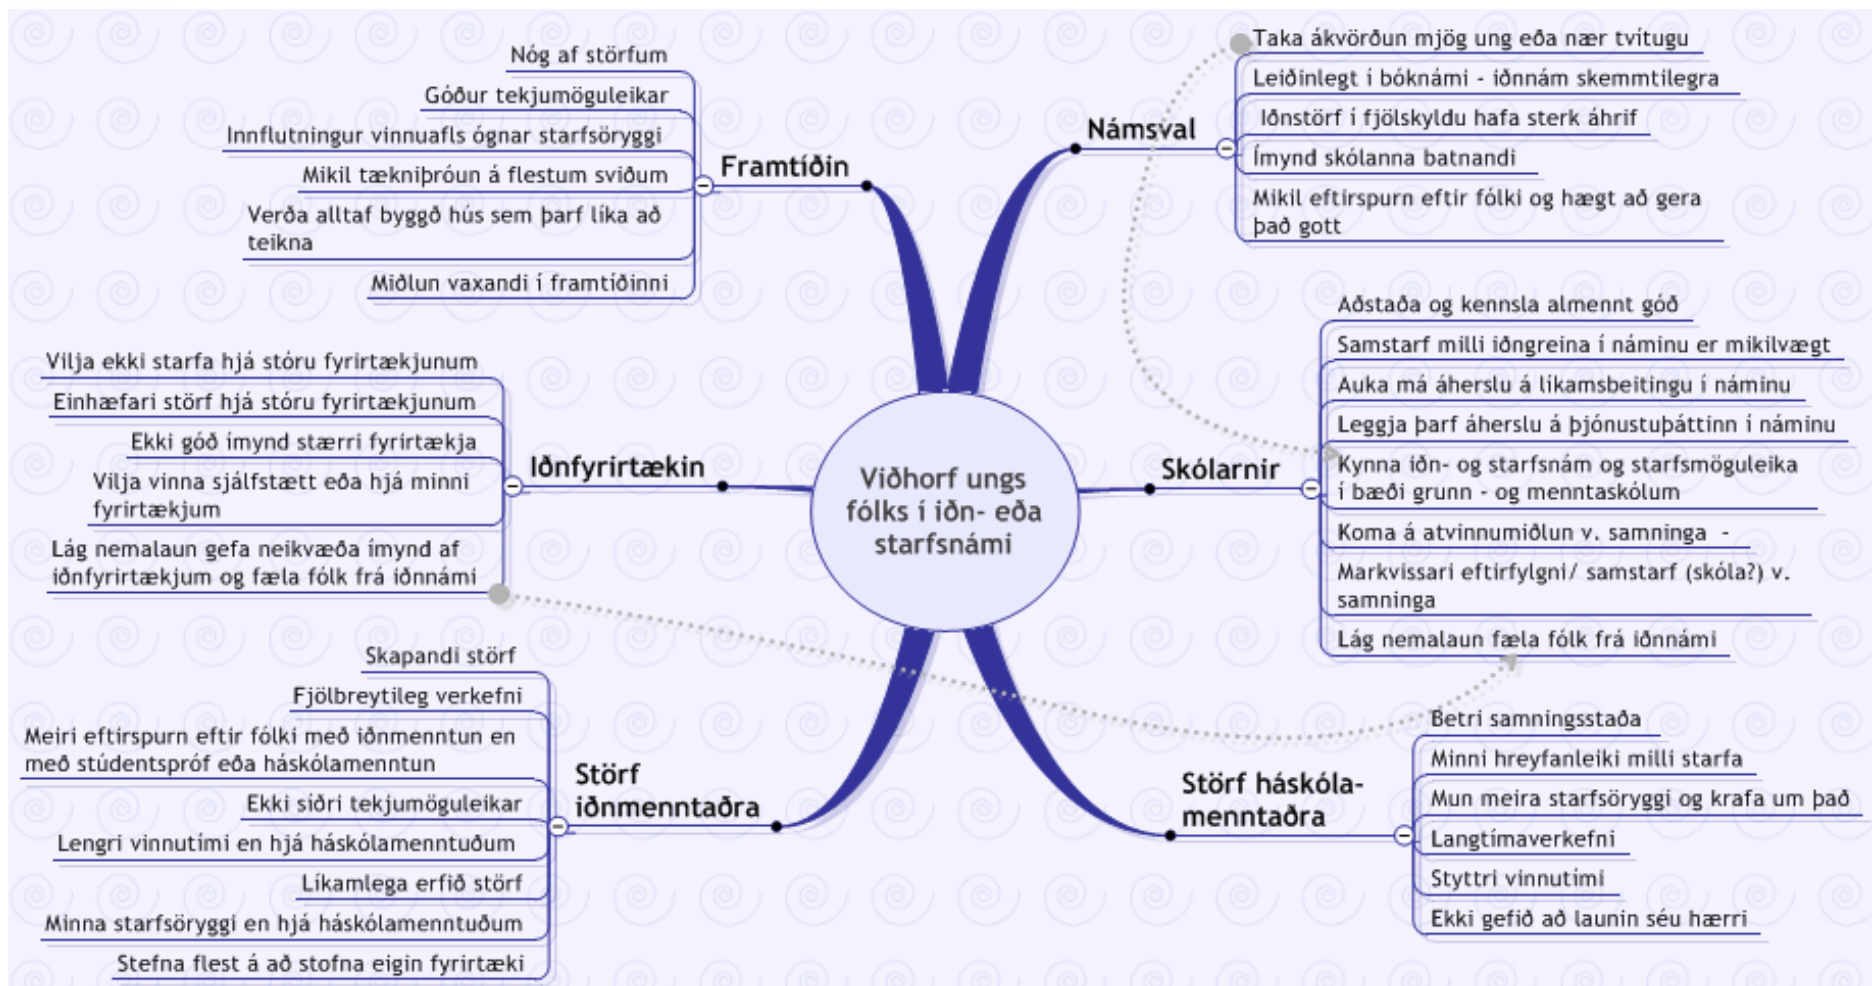 Viðhorf ungs
fólks í iðn- eða
starfsnámi
Námsval
Taka ákvörðun mjög ung eða nær tvítugu
Leiðinlegt í bóknámi - iðnnám skemmtilegra
Iðnstörf í fjölskyldu hafa sterk áhrif
Ímynd skólanna batnandi
Mikil eftirspurn eftir fólki og hægt að gera
það gott
Skólarnir
Aðstaða og kennsla almennt góð
Samstarf milli iðngreina í náminu er mikilvægt
Auka má áherslu á líkamsbeitingu í náminu
Leggja þarf áherslu á þjónustuþáttinn í náminu
Kynna iðn- og starfsnám og starfsmöguleika
í bæði grunn - og menntaskólum
Koma á atvinnumiðlun v. samninga -
Markvissari eftirfylgni/ samstarf (skóla?) v.
samninga
Lág nemalaun fæla fólk frá iðnnámi
Störf háskóla-
menntaðra
Betri samningsstaða
Minni hreyfanleiki milli starfa
Mun meira starfsöryggi og krafa um það
Langtímaverkefni
Styttri vinnutími
Ekki gefið að launin séu hærri
Framtíðin
Nóg af störfum
Góður tekjumöguleikar
Innflutningur vinnuafls ógnar starfsöryggi
Mikil tækniþróun á flestum sviðum
Verða alltaf byggð hús sem þarf líka að
teikna
Miðlun vaxandi í framtíðinni
Iðnfyrirtækin
Vilja ekki starfa hjá stóru fyrirtækjunum
Einhæfari störf hjá stóru fyrirtækjunum
Ekki góð ímynd stærri fyrirtækja
Vilja vinna sjálfstætt eða hjá minni
fyrirtækjum
Lág nemalaun gefa neikvæða ímynd af
iðnfyrirtækjum og fæla fólk frá iðnnámi
Störf
iðnmenntaðra
Skapandi störf
Fjölbreytileg verkefni
Meiri eftirspurn eftir fólki með iðnmenntun en
með stúdentspróf eða háskólamenntun
Ekki síðri tekjumöguleikar
Lengri vinnutími en hjá háskólamenntuðum
Líkamlega erfið störf
Minna starfsöryggi en hjá háskólamenntuðum
Stefna flest á að stofna eigin fyrirtæki